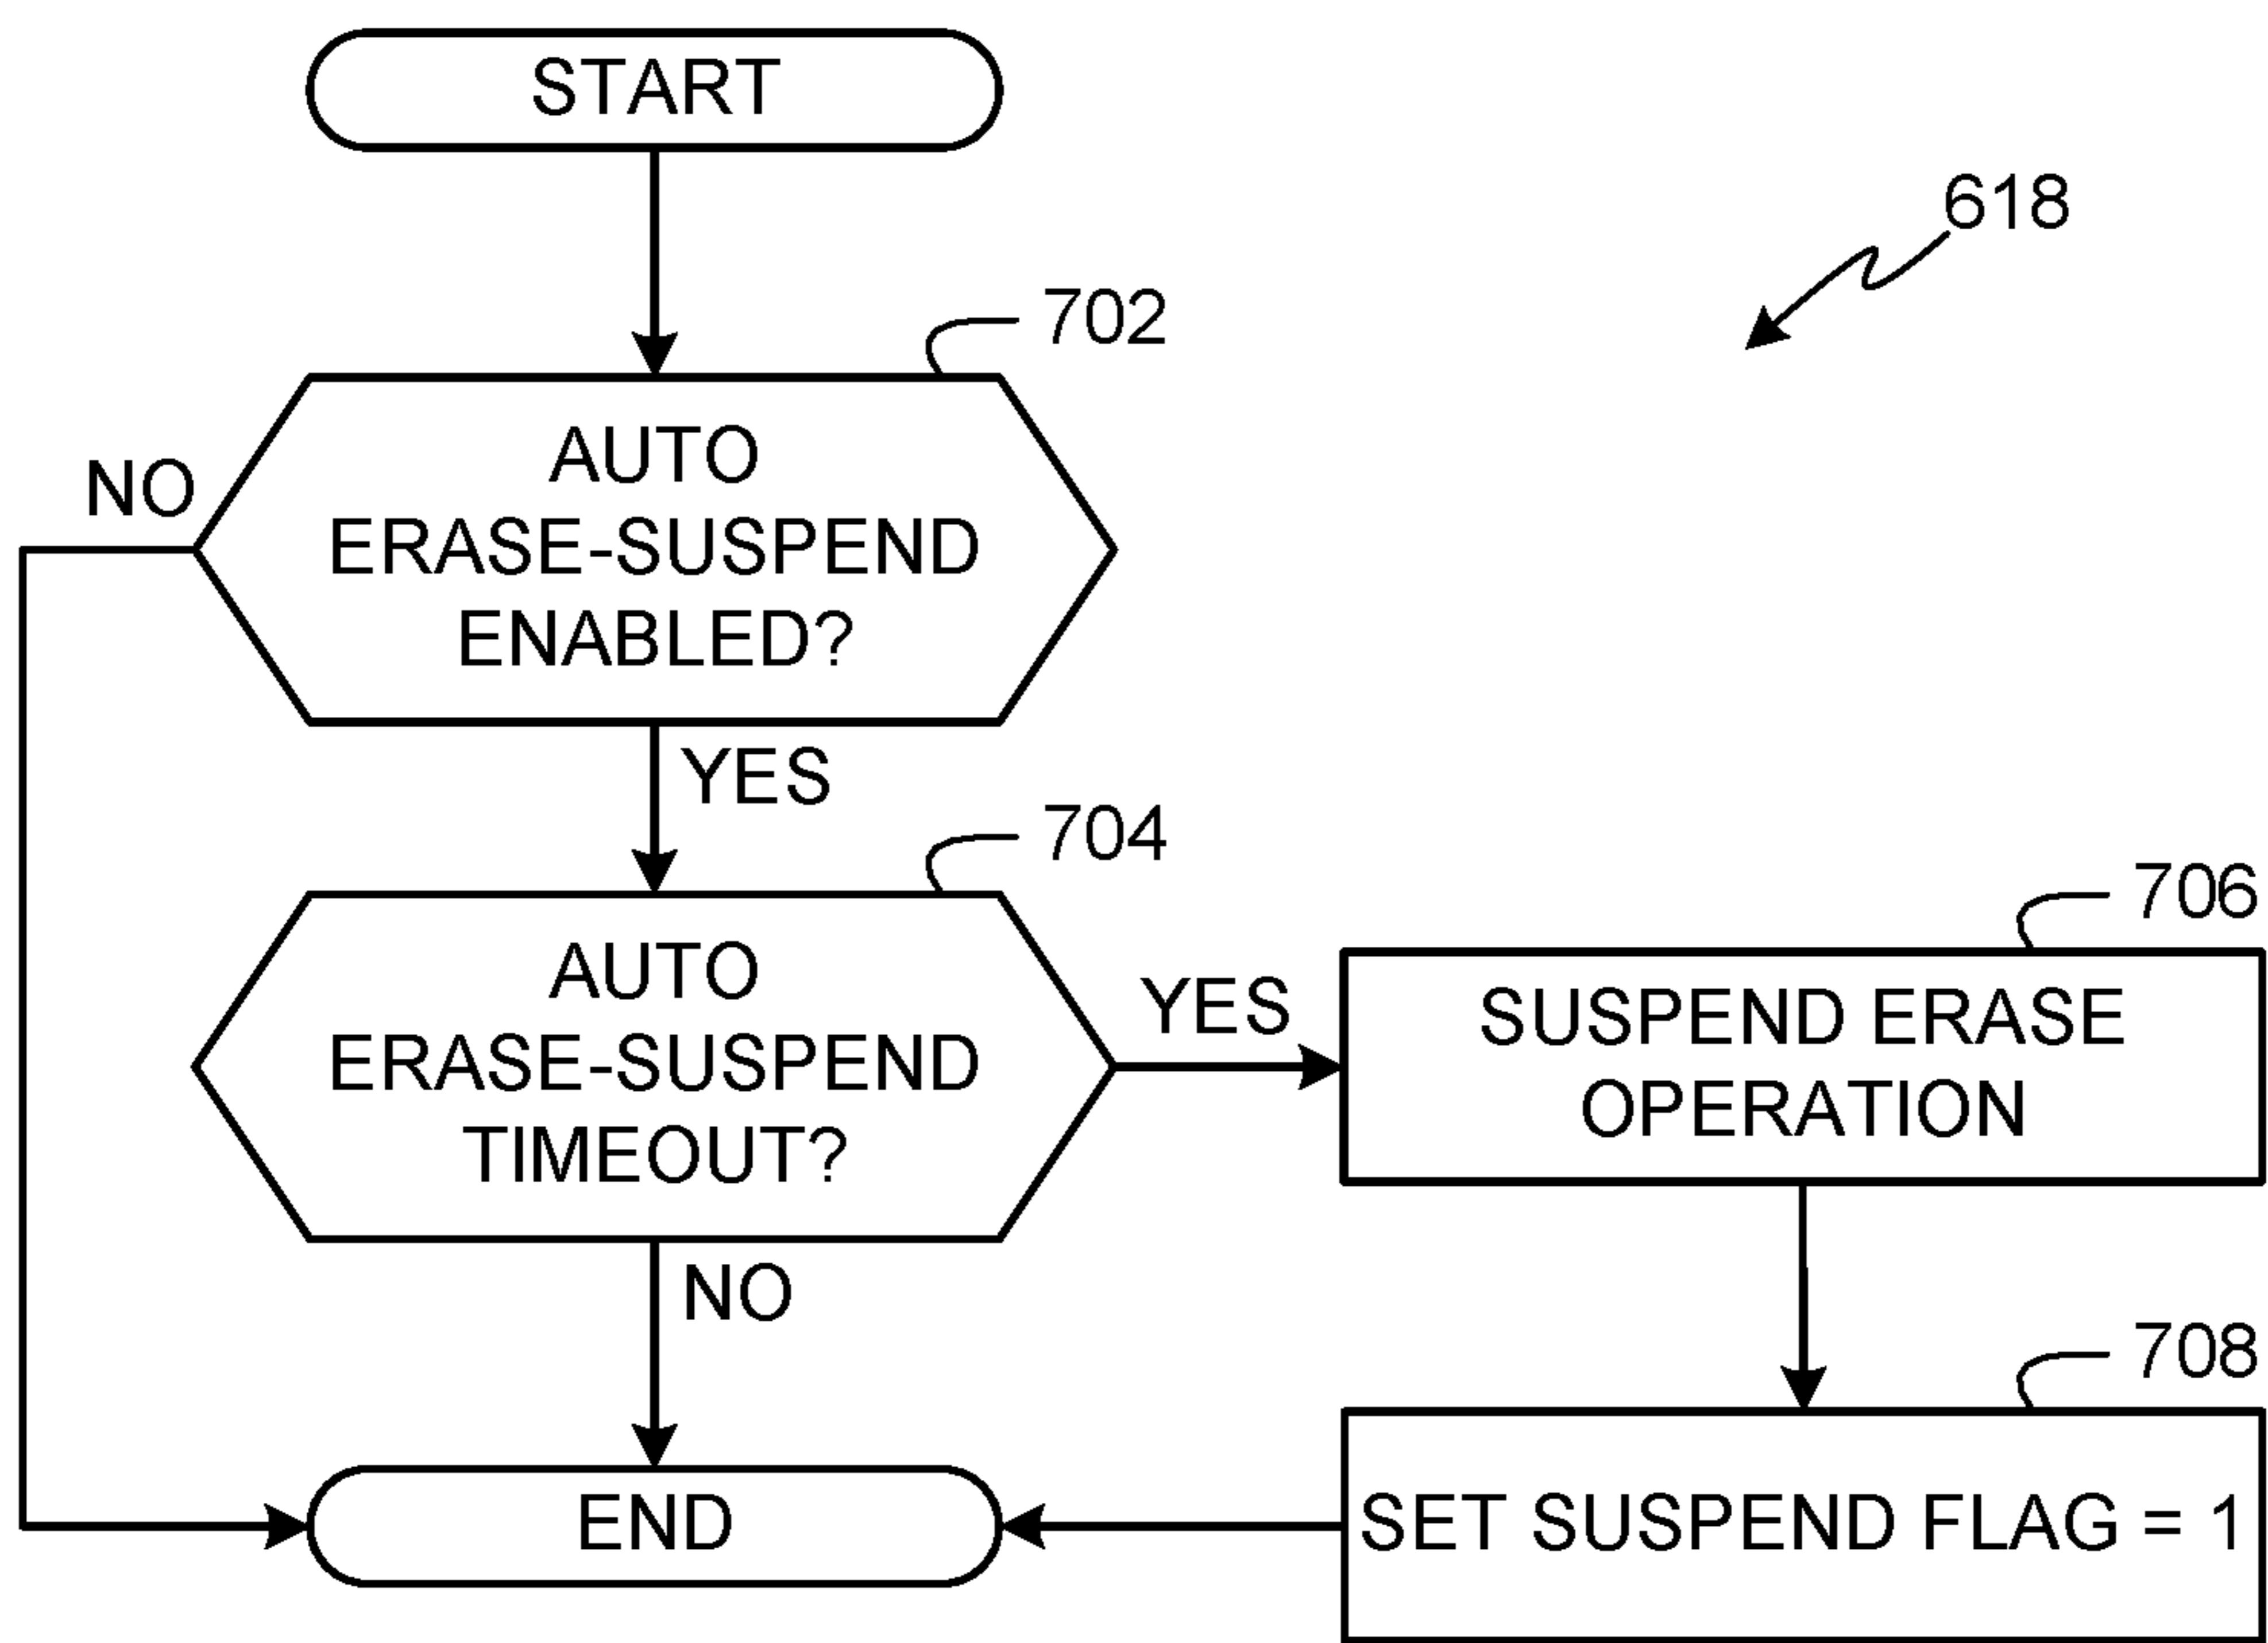 START
618
702
AUTO
ERASE-SUSPEND
ENABLED?
NO
YES
704
AUTO
ERASE-SUSPEND
TIMEOUT?
YES
706
SUSPEND ERASE
OPERATION
NO
708
SET SUSPEND FLAG = 1
END